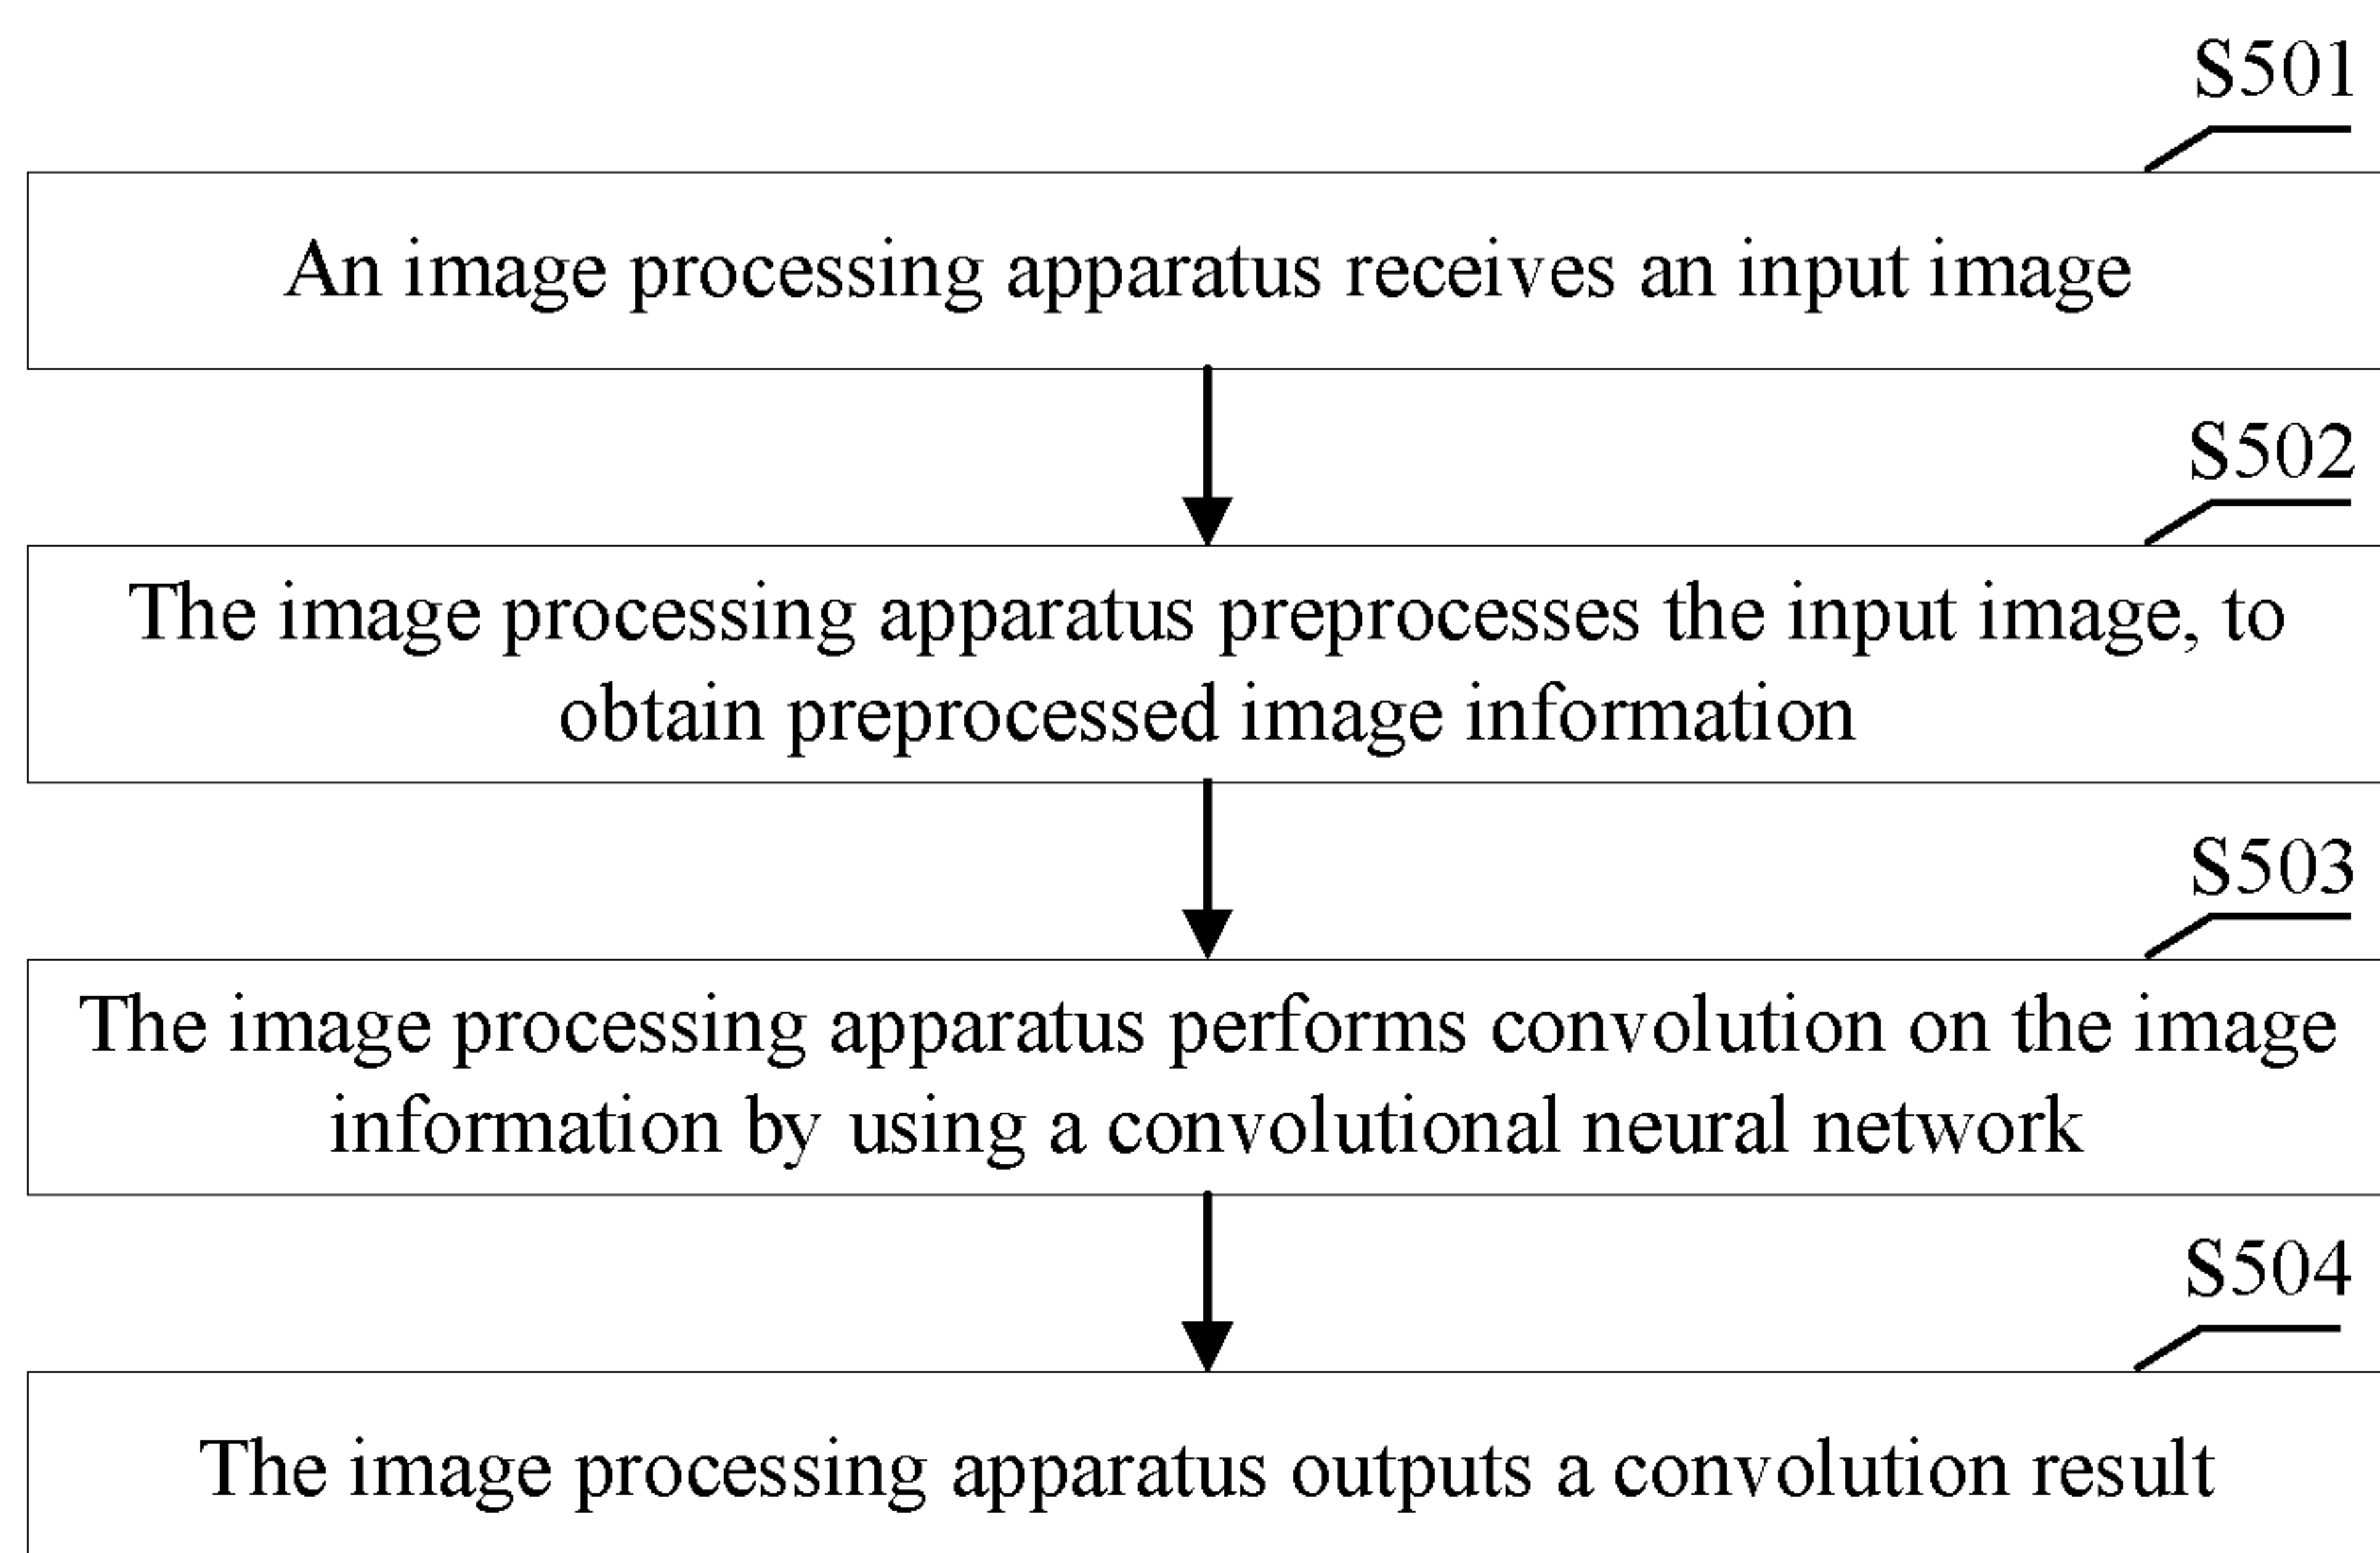 S501
An image processing apparatus receives an input image
S502
The image processing apparatus preprocesses the input image, to
obtain preprocessed image information
S503
The image processing apparatus performs convolution on the image
information by using a convolutional neural network
S504
The image processing apparatus outputs a convolution result